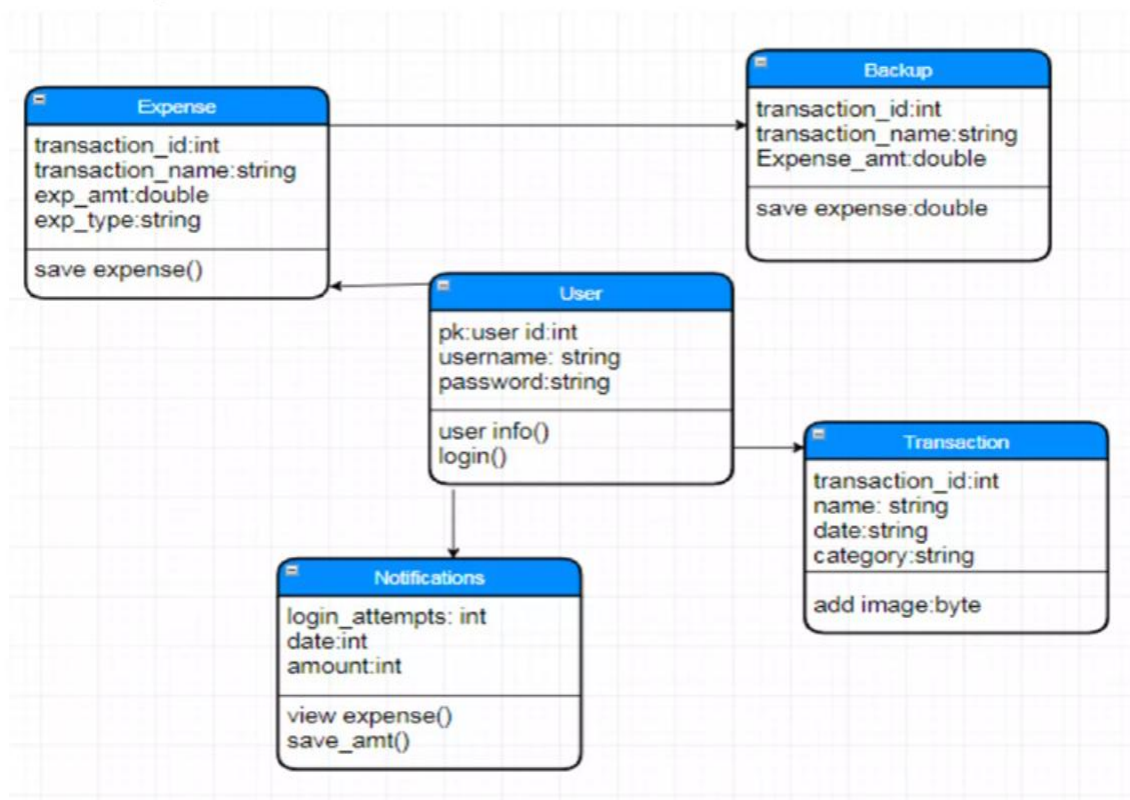 Expense
transaction_id:int
transaction_name:string
exp_amt:double
exp_type:string
save expense()
Backup
transaction_id:int
transaction_name:string
Expense_amt:double
save expense:double
User
pk:user id:int
username: string
password:string
user info()
login()
Transaction
transaction_id:int
name: string
date:string
category:string
add image:byte
Notifications
login_attempts: int
date:int
amount:int
view expense()
save_amt()